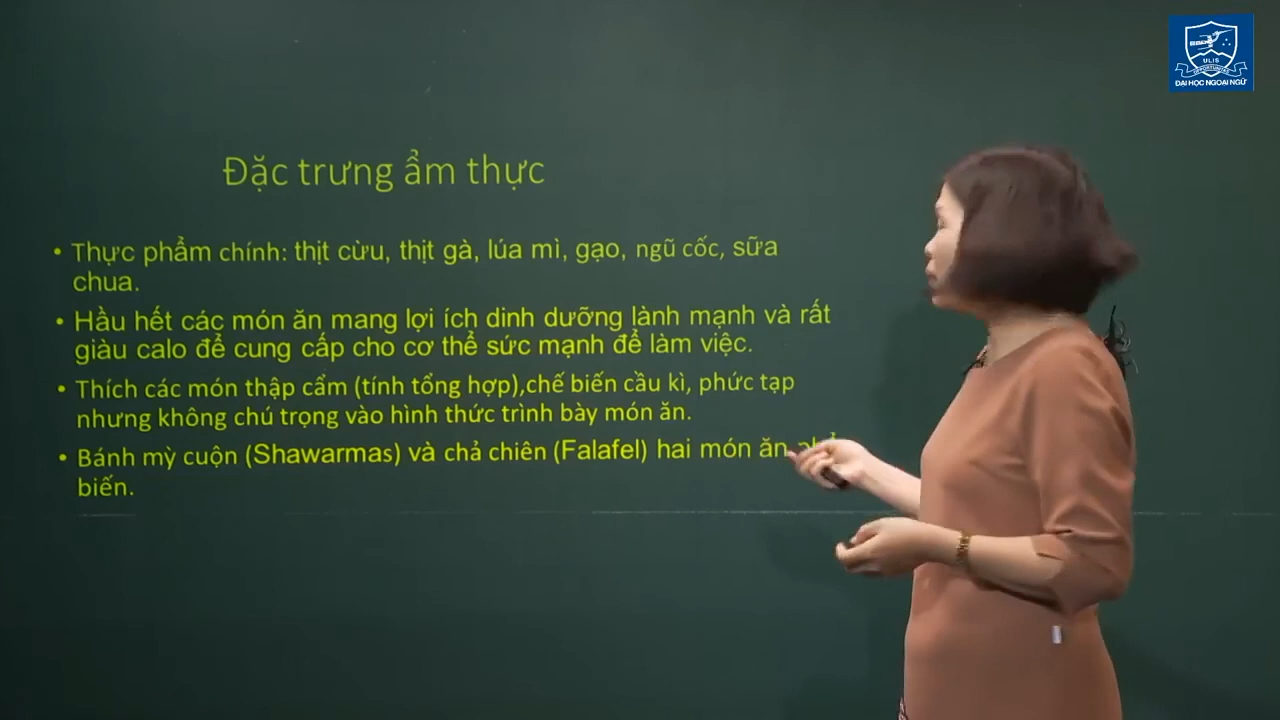 ULIS
ĐẠI HỌC NGOẠI NGỮ
Đặc trưng ẩm thực
• Thực phẩm chính: thịt cừu, thịt gà, lúa mì, gạo, ngũ cốc, sữa
chua.
• Hầu hết các món ăn mang lợi ích dinh dưỡng lành mạnh và rất
giàu calo để cung cấp cho cơ thể sức mạnh để làm việc.
• Thích các món thập cẩm (tính tổng hợp),chế biến cầu kì, phức tạp
nhưng không chú trọng vào hình thức trình bày món ăn.
• Bánh mỳ cuộn (Shawarmas) và chả chiên (Falafel) hai món ăn
biến.